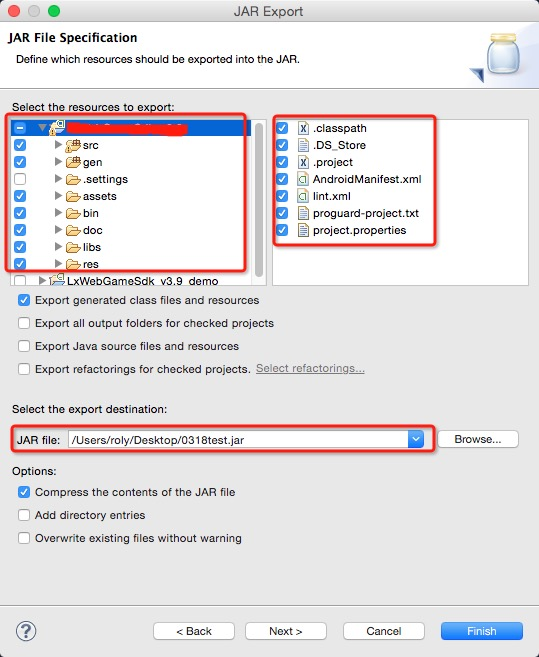 JAR Export
JAR File Specification
Define which resources should be exported into the JAR.
Select the resources to export:
src
gen
.settings
assets
bin
doc
libs
res
LxWebGameSdk_v3.9_demo
.classpath
.DS_Store
.project
AndroidManifest.xml
lint.xml
proguard-project.txt
project.properties
Export generated class files and resources
Export all output folders for checked projects
Export Java source files and resources
Export refactorings for checked projects. Select refactorings...
Select the export destination:
JAR file: /Users/roly/Desktop/0318test.jar Browse...
Options:
Compress the contents of the JAR file
Add directory entries
Overwrite existing files without warning
? < Back Next > Cancel Finish